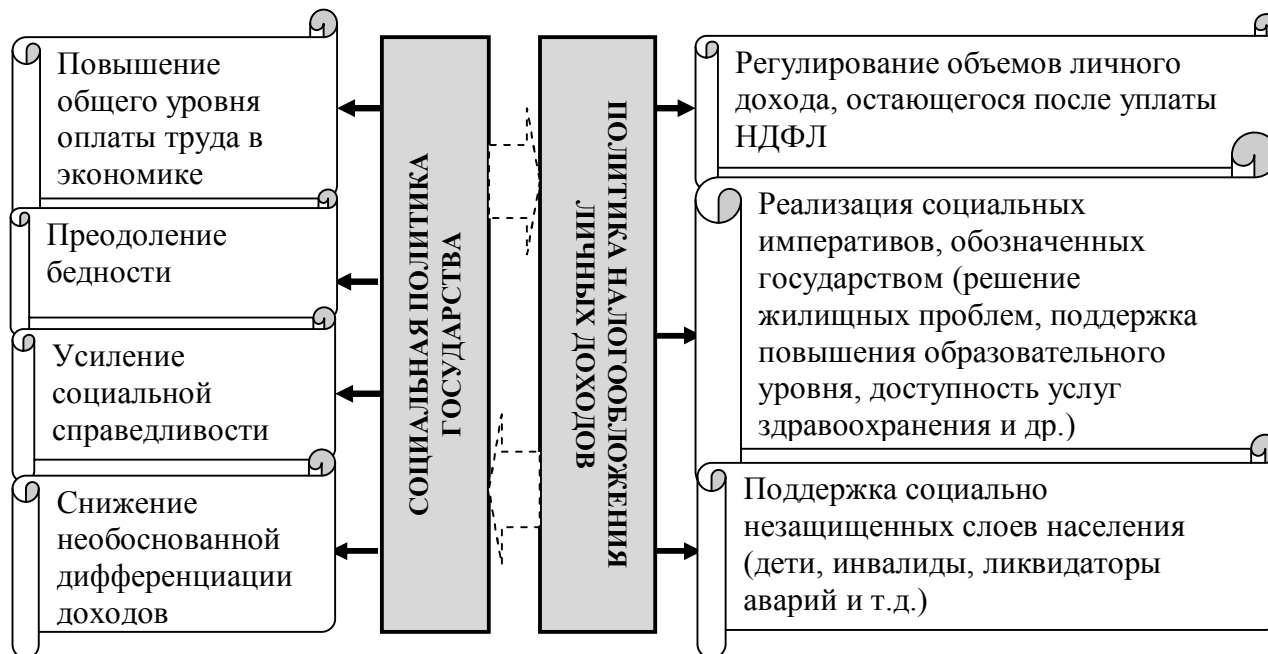 Повышение
общего уровня
оплаты труда в
экономике
Преодоление
бедности
Усиление
социальной
справедливости
Снижение
необоснованной
дифференциации
доходов
СОЦИАЛЬНАЯ ПОЛИТИКА
ГОСУДАРСТВА
ПОЛИТИКА НАЛОГООБЛОЖЕНИЯ
ЛИЧНЫХ ДОХОДОВ
Регулирование объемов личного
дохода, остающегося после уплаты
НДФЛ
Реализация социальных
императивов, обозначенных
государством (решение
жилищных проблем, поддержка
повышения образовательного
уровня, доступность услуг
здравоохранения и др.)
Поддержка социально
незащищенных слоев населения
(дети, инвалиды, ликвидаторы
аварий и т.д.)